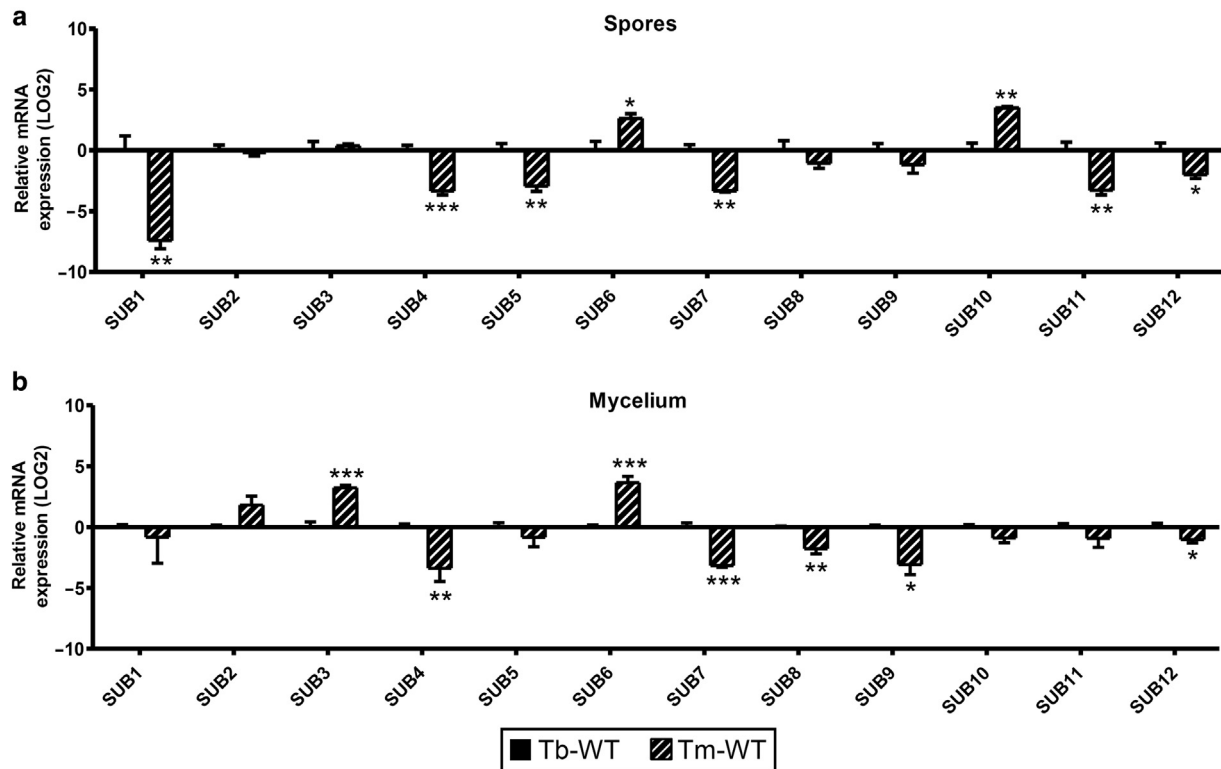 a
Spores
Relative mRNA
expression (LOG2)
10
5
0
−5
−10
*
**
**
***
**
**
**
*
SUB1
SUB2
SUB3
SUB4
SUB5
SUB6
SUB7
SUB8
SUB9
SUB10
SUB11
SUB12
b
Mycelium
Relative mRNA
expression (LOG2)
10
5
0
−5
−10
***
***
**
***
**
*
*
SUB1
SUB2
SUB3
SUB4
SUB5
SUB6
SUB7
SUB8
SUB9
SUB10
SUB11
SUB12
Tb-WT Tm-WT